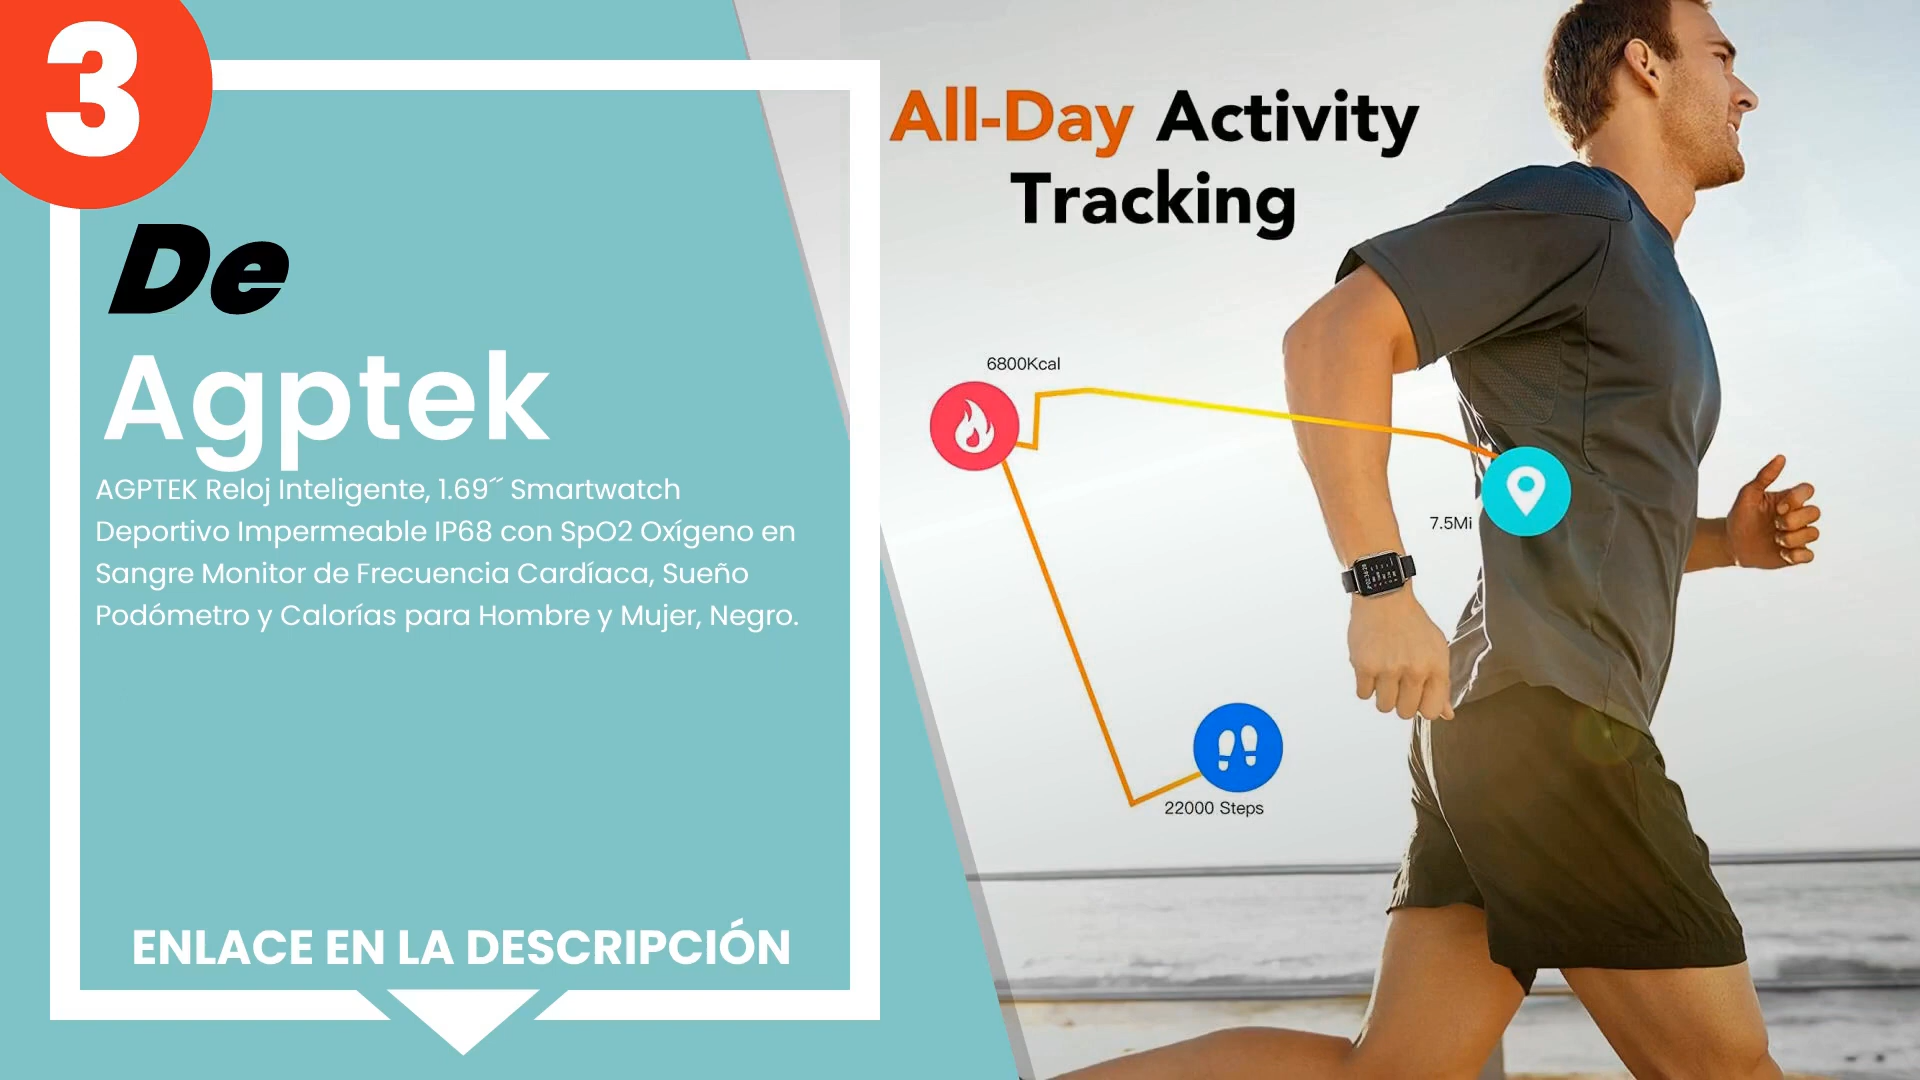 3
De
Agptek
AGPTEK Reloj Inteligente, 1.69´´ Smartwatch
Deportivo Impermeable IP68 con SpO2 Oxígeno en
Sangre Monitor de Frecuencia Cardíaca, Sueño
Podómetro y Calorías para Hombre y Mujer, Negro.
ENLACE EN LA DESCRIPCIÓN
All-Day Activity
Tracking
6800Kcal
7.5Mi
22000 Steps